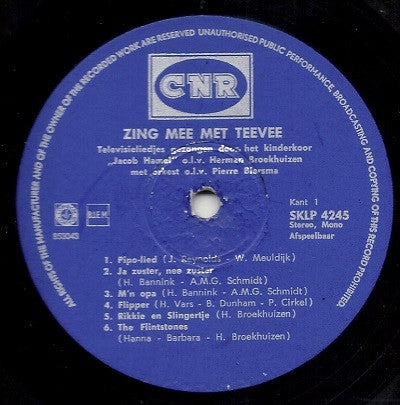 ALL RIGHTS OF THE MANUFACTURER AND OF THE OWNER OF THE RECORDED WORK ARE RESERVED UNAUTHORISED PUBLIC PERFORMANCE, BROADCASTING AND COPYING OF THIS RECORD PROHIBITED.
CNR
ZING MEE MET TEEVEE
Televisieliedjes gezongen door het kinderkoor
„Jacob Hamel" o.l.v. Herman Broekhuizen
met orkest o.l.v. Pierre Biersma
Kant 1
SKLP 4245
Stereo, Mono
Afspeelbaar
B.I.E.M.
1. Pipo-lied (J. Reynolds - W. Meuldijk)
2. Ja zuster, nee zuster
(H. Bannink - A.M.G. Schmidt)
3. M'n opa (H. Bannink - A.M.G. Schmidt)
4. Flipper (H. Vars - B. Dunham - P. Cirkel)
5. Rikkie en Slingertje (H. Broekhuizen)
6. The Flintstones
(Hanna - Barbara - H. Broekhuizen)